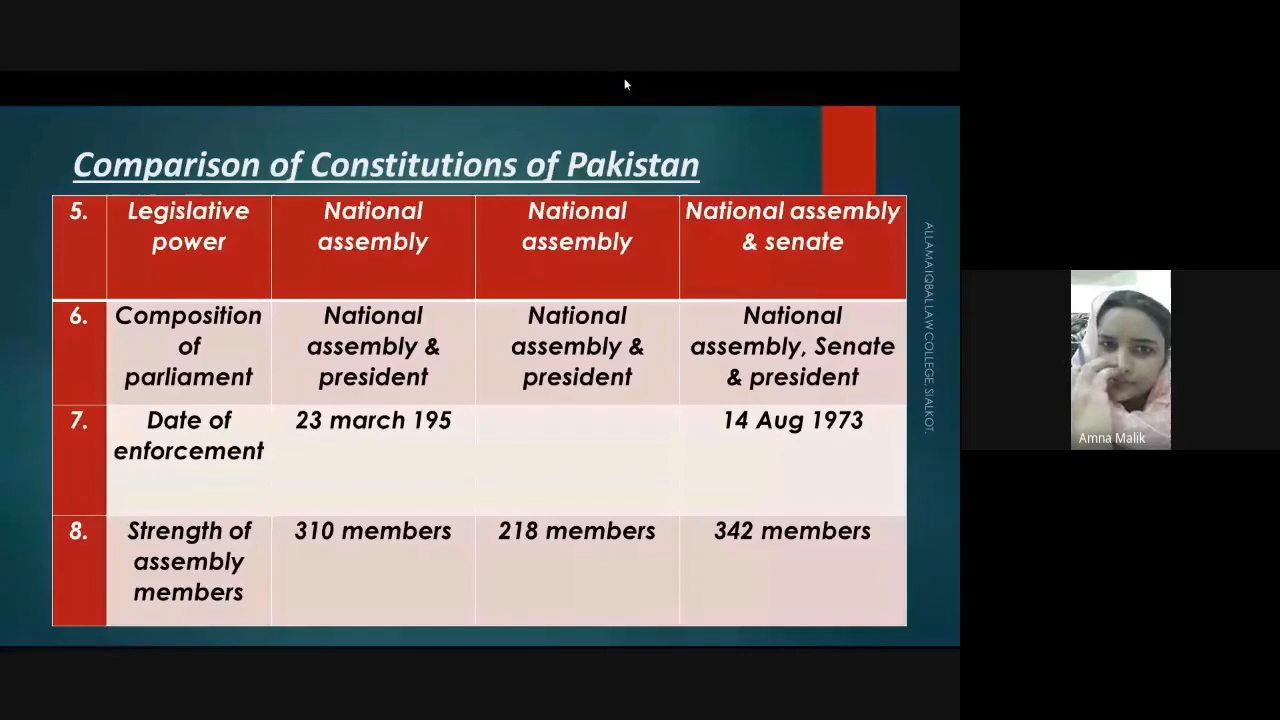 Comparison of Constitutions of Pakistan
5.
Legislative
power
National
assembly
National
assembly
National assembly
& senate
6.
Composition
of
parliament
National
assembly &
president
National
assembly &
president
National
assembly, Senate
& president
7.
Date of
enforcement
23 march 195
14 Aug 1973
8.
Strength of
assembly
members
310 members
218 members
342 members
ALLAMA IQBAL LAW COLLEGE, SIALKOT.
Amna Malik